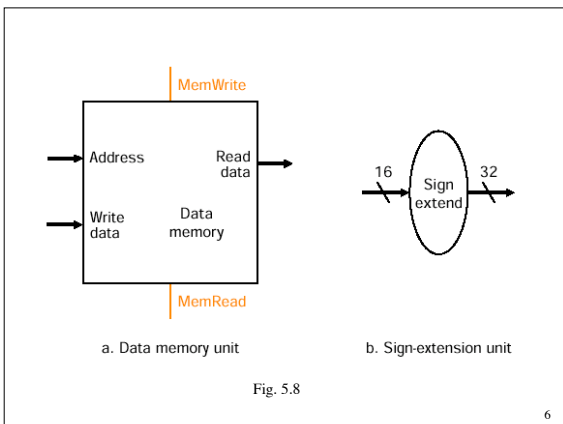 MemWrite
Address
Read
data
Write
data
Data
memory
MemRead
a. Data memory unit
16
32
Sign
extend
b. Sign-extension unit
Fig. 5.8
6